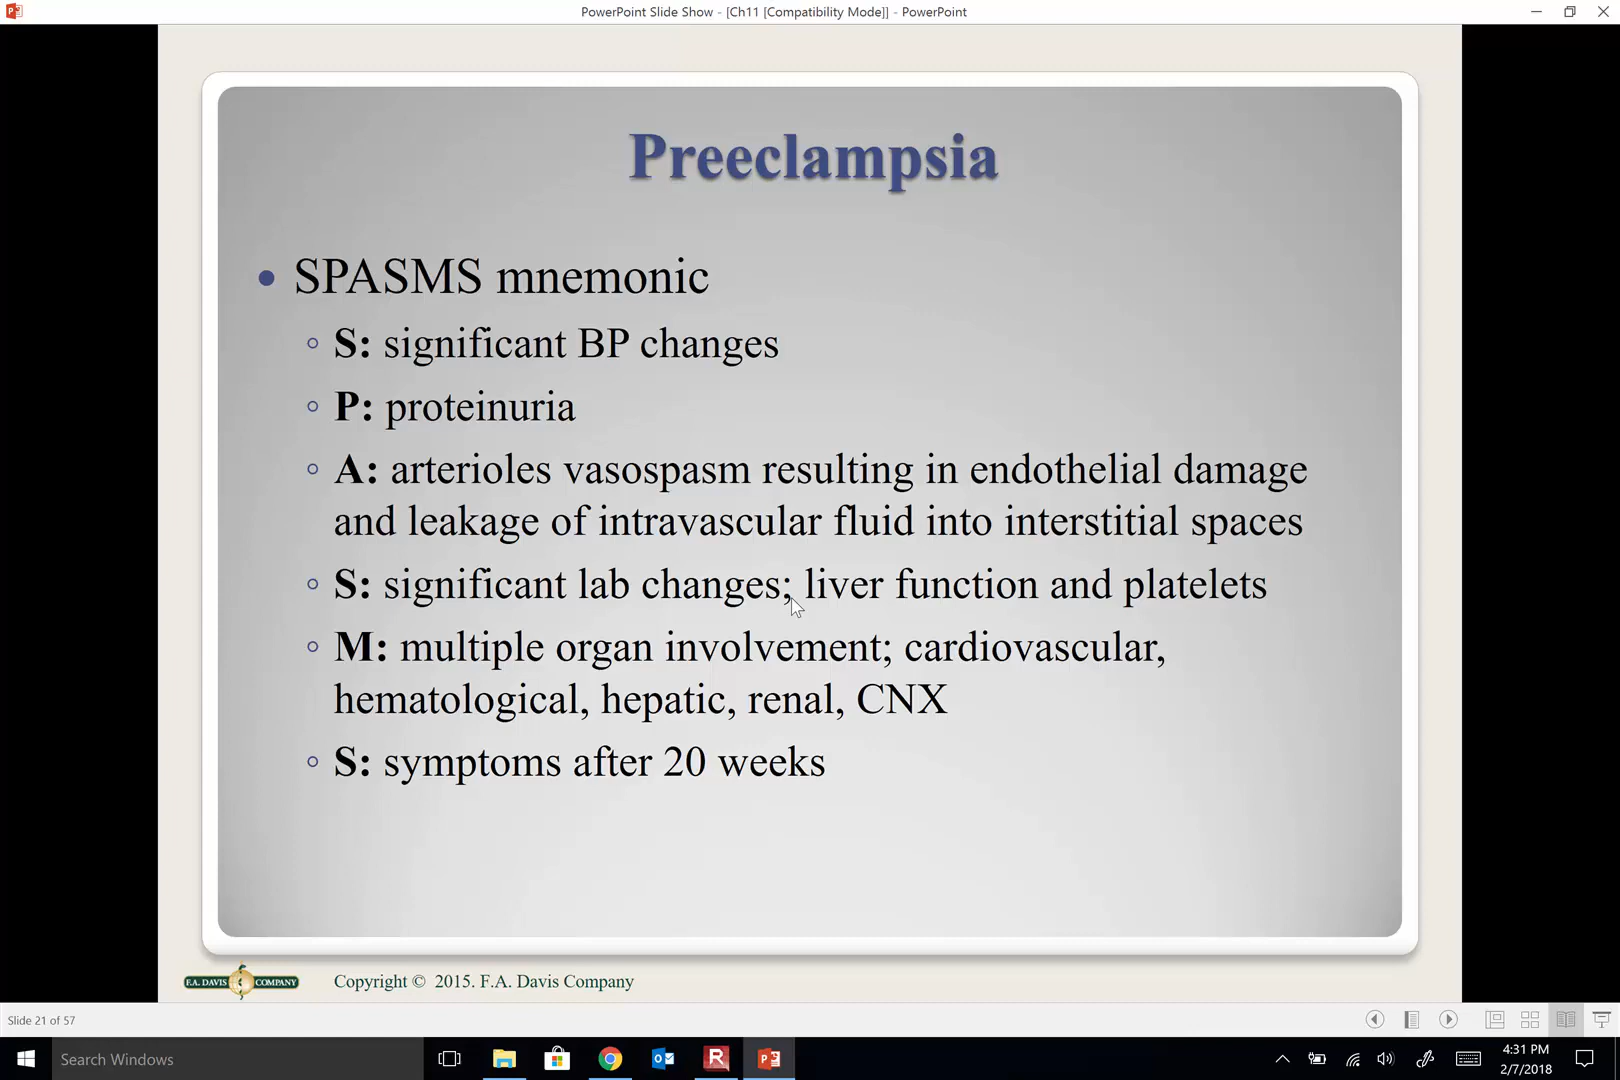 PowerPoint Slide Show - [Ch11 [Compatibility Mode]] - PowerPoint
Preeclampsia
SPASMS mnemonic
S: significant BP changes
P: proteinuria
A: arterioles vasospasm resulting in endothelial damage
and leakage of intravascular fluid into interstitial spaces
S: significant lab changes; liver function and platelets
M: multiple organ involvement; cardiovascular,
hematological, hepatic, renal, CNX
S: symptoms after 20 weeks
F.A. DAVIS COMPANY
Copyright © 2015. F.A. Davis Company
Slide 21 of 57
Search Windows
4:31 PM
2/7/2018